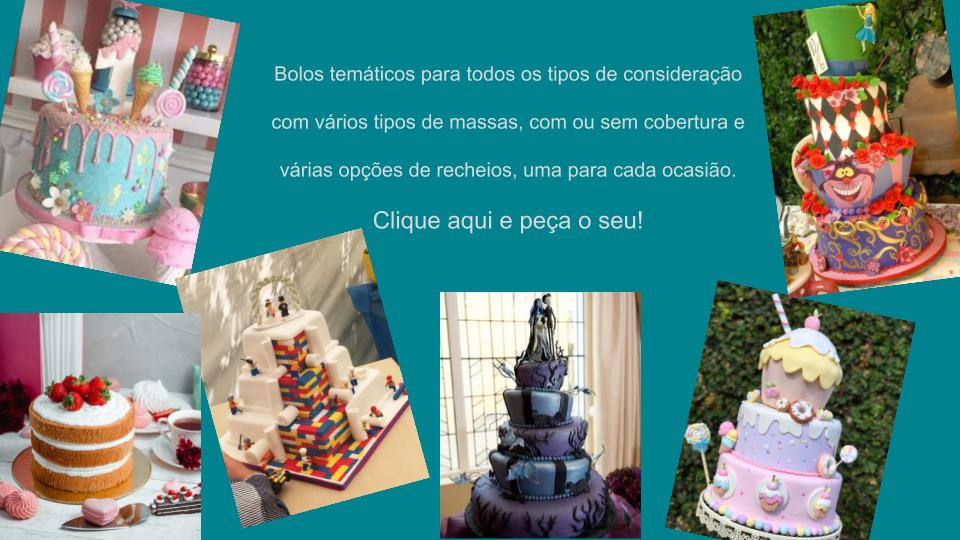 Bolos temáticos para todos os tipos de consideração
com vários tipos de massas, com ou sem cobertura e
várias opções de recheios, uma para cada ocasião.
Clique aqui e peça o seu!